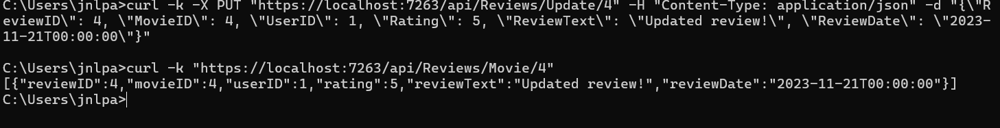 C:\Users\jnlpa>curl -k -X PUT "https://localhost:7263/api/Reviews/Update/4" -H "Content-Type: application/json" -d "{\"R
eviewID\": 4, \"MovieID\": 4, \"UserID\": 1, \"Rating\": 5, \"ReviewText\": \"Updated review!\", \"ReviewDate\": \"2023-
11-21T00:00:00\"}"
C:\Users\jnlpa>curl -k "https://localhost:7263/api/Reviews/Movie/4"
[{"reviewID":4,"movieID":4,"userID":1,"rating":5,"reviewText":"Updated review!","reviewDate":"2023-11-21T00:00:00"}]
C:\Users\jnlpa>